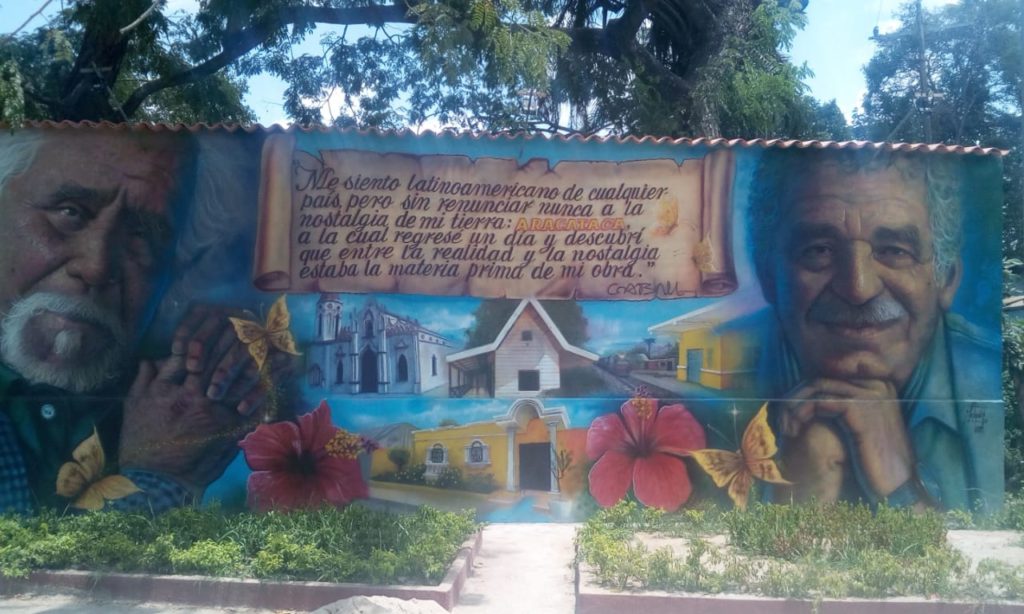 "Me siento latinoamericano de cualquier
país, pero sin renunciar nunca a la
nostalgia de mi tierra: ARACATACA,
a la cual regresé un día y descubrí
que entre la realidad y la nostalgia
estaba la materia prima de mi obra."